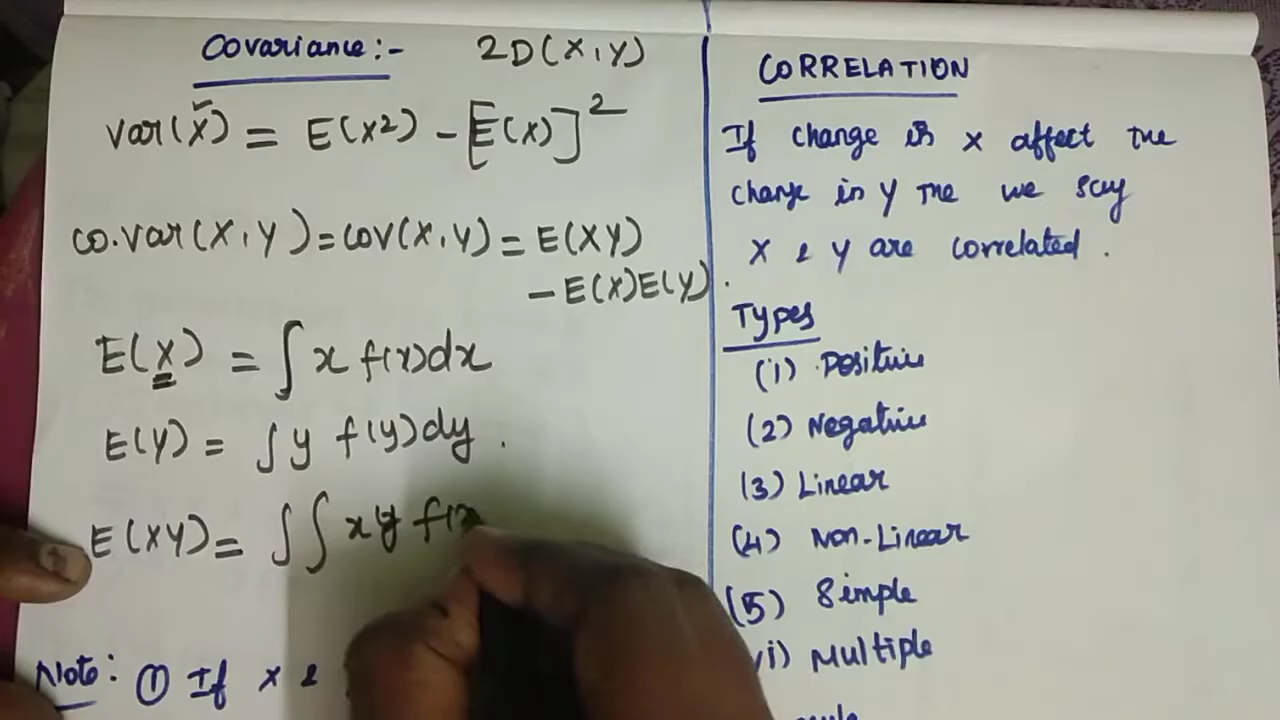 Covariance:- 2D(X,Y)
var(X) = E(X²) - [E(X)]²
co.var(X,Y) = cov(X,Y) = E(XY)
- E(X)E(Y).
E(X) = ∫ x f(x)dx
E(Y) = ∫ y f(y)dy.
E(XY) = ∫∫ xy f(x
Note: ① If x &
CORRELATION
If change in x affect the
change in y the we say
x & y are correlated.
Types
(1) Positive
(2) Negative
(3) Linear
(4) Non-Linear
(5) Simple
vi) Multiple